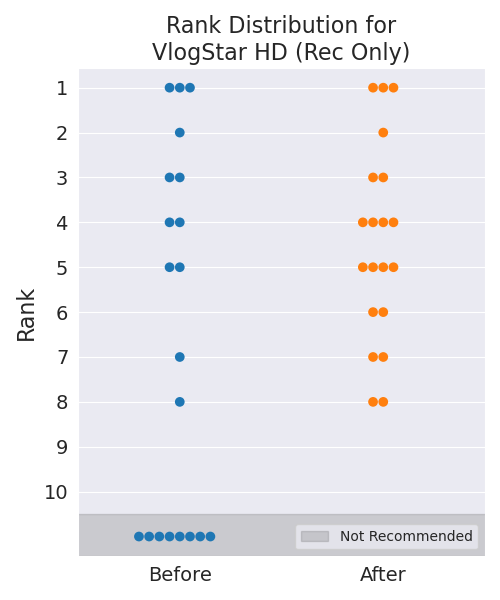 Rank Distribution for
VlogStar HD (Rec Only)
1
2
3
4
5
6
7
8
9
10
Rank
Not Recommended
Before
After